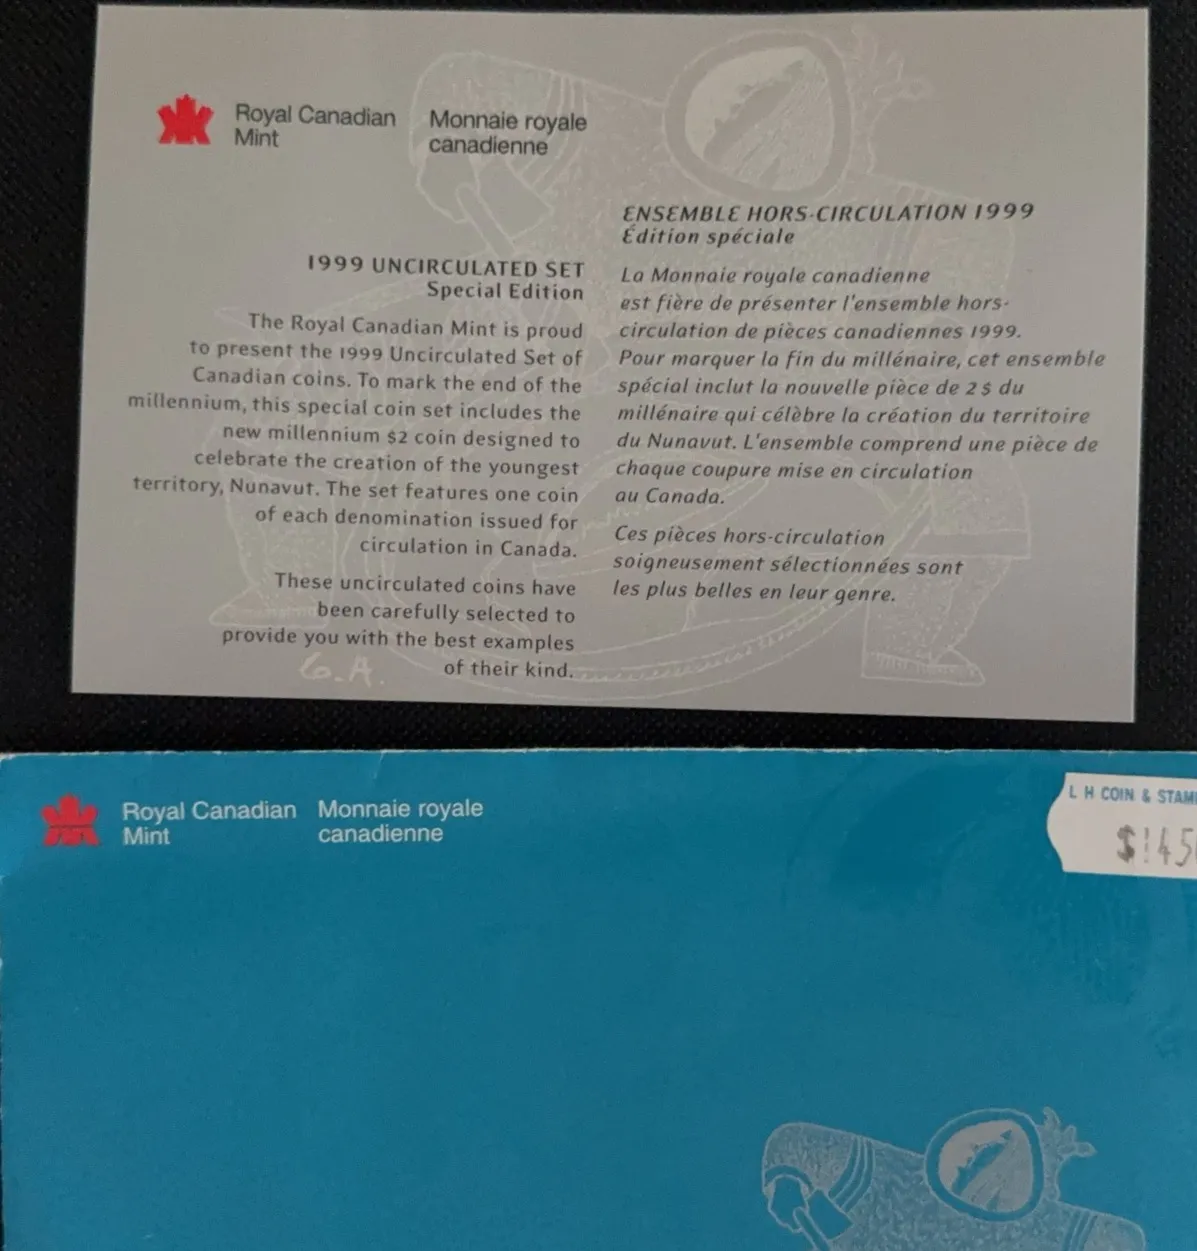 Royal Canadian
Mint
Monnaie royale
canadienne
1999 UNCIRCULATED SET
Special Edition
The Royal Canadian Mint is proud
to present the 1999 Uncirculated Set of
Canadian coins. To mark the end of the
millennium, this special coin set includes the
new millennium $2 coin designed to
celebrate the creation of the youngest
territory, Nunavut. The set features one coin
of each denomination issued for
circulation in Canada.
These uncirculated coins have
been carefully selected to
provide you with the best examples
of their kind.
G.A.
ENSEMBLE HORS-CIRCULATION 1999
Édition spéciale
La Monnaie royale canadienne
est fière de présenter l'ensemble hors-
circulation de pièces canadiennes 1999.
Pour marquer la fin du millénaire, cet ensemble
spécial inclut la nouvelle pièce de 2 $ du
millénaire qui célèbre la création du territoire
du Nunavut. L'ensemble comprend une pièce de
chaque coupure mise en circulation
au Canada.
Ces pièces hors-circulation
soigneusement sélectionnées sont
les plus belles en leur genre.
Royal Canadian
Mint
Monnaie royale
canadienne
L H COIN & STAM
$145